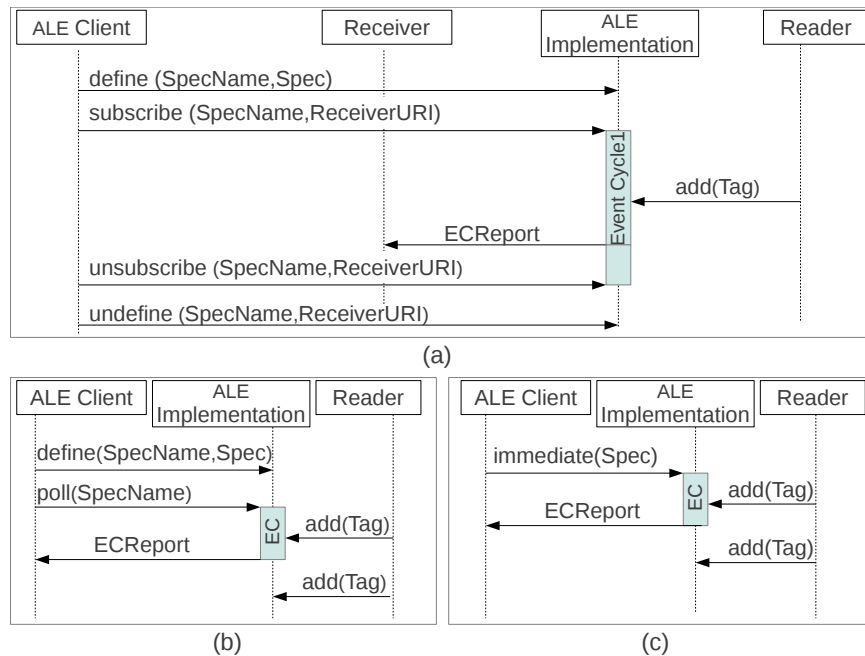 ALE Client
Receiver
ALE
Implementation
Reader
define (SpecName,Spec)
subscribe (SpecName,ReceiverURI)
Event Cycle1
add(Tag)
ECReport
unsubscribe (SpecName,ReceiverURI)
undefine (SpecName,ReceiverURI)
(a)
ALE Client
ALE
Implementation
Reader
define(SpecName,Spec)
poll(SpecName)
EC
add(Tag)
ECReport
add(Tag)
(b)
ALE Client
ALE
Implementation
Reader
immediate(Spec)
EC
add(Tag)
ECReport
add(Tag)
(c)